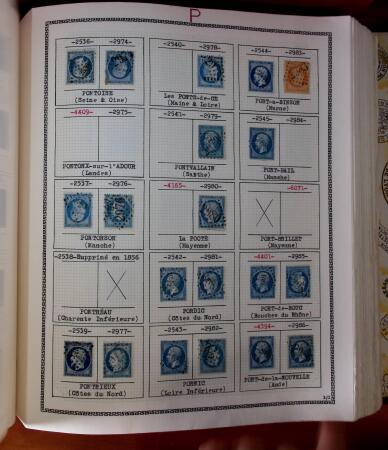 P
-2536- -2974- -2540- -2978- -2544- -2983-
PONTOISE
(Seine & Oise)
Les PONTS-de-CE
(Maine & Loire)
PORT-a-BINSON
(Marne)
-4409- -2975- -2541- -2979- -2545- -2984-
PONTONX-sur-l'ADOUR
(Landes)
PONTVALLAIN
(Sarthe)
PORT-BAIL
(Manche)
-2537- -2976- -4165- -2980- -6071-
PONTORSON
(Manche)
La POOTE
(Mayenne)
PORT-BRILLET
(Mayenne)
-2538-Supprimé en 1856 -2542- -2981- -4401- -2985-
PONTREAU
(Charente Inférieure)
PORDIC
(Côtes du Nord)
PORT-de-BOUC
(Bouches du Rhône)
-2539- -2977- -2543- -2982- -4394- -2986-
PONTRIEUX
(Côtes du Nord)
PORNIC
(Loire Inférieure)
PORT-de-la-NOUVELLE
(Aude)